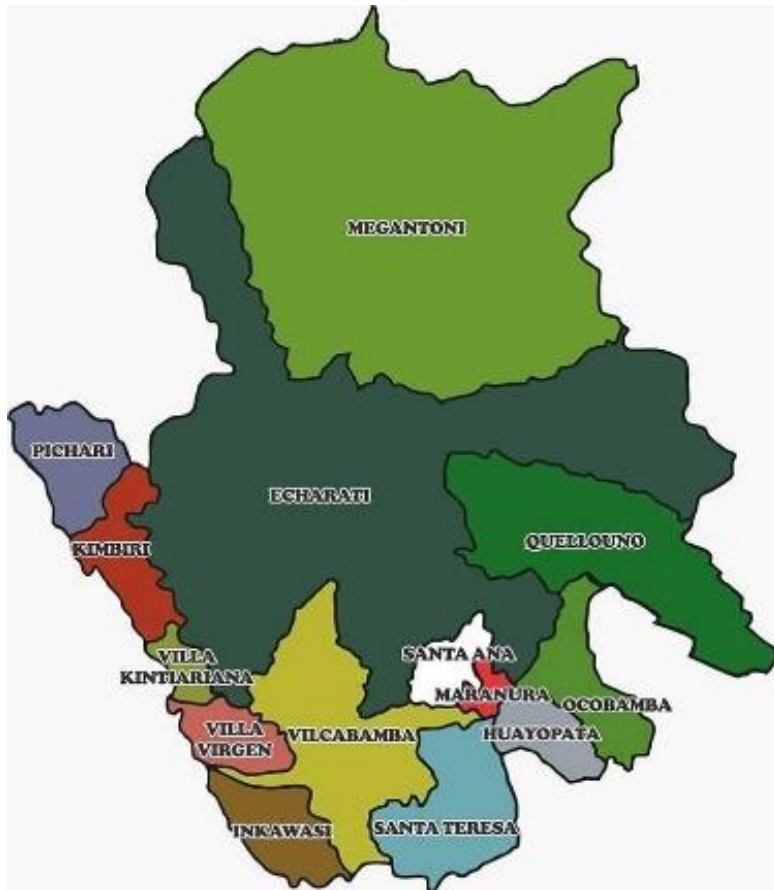 MEGANTONI
PICHARI
ECHARATI
KIMBIRI
QUELLOUNO
VILLA
KINTIARIANA
SANTA ANA
MARANURA
OCOBAMBA
VILLA
VIRGEN
VILCABAMBA
HUAYOPATA
INKAWASI
SANTA TERESA